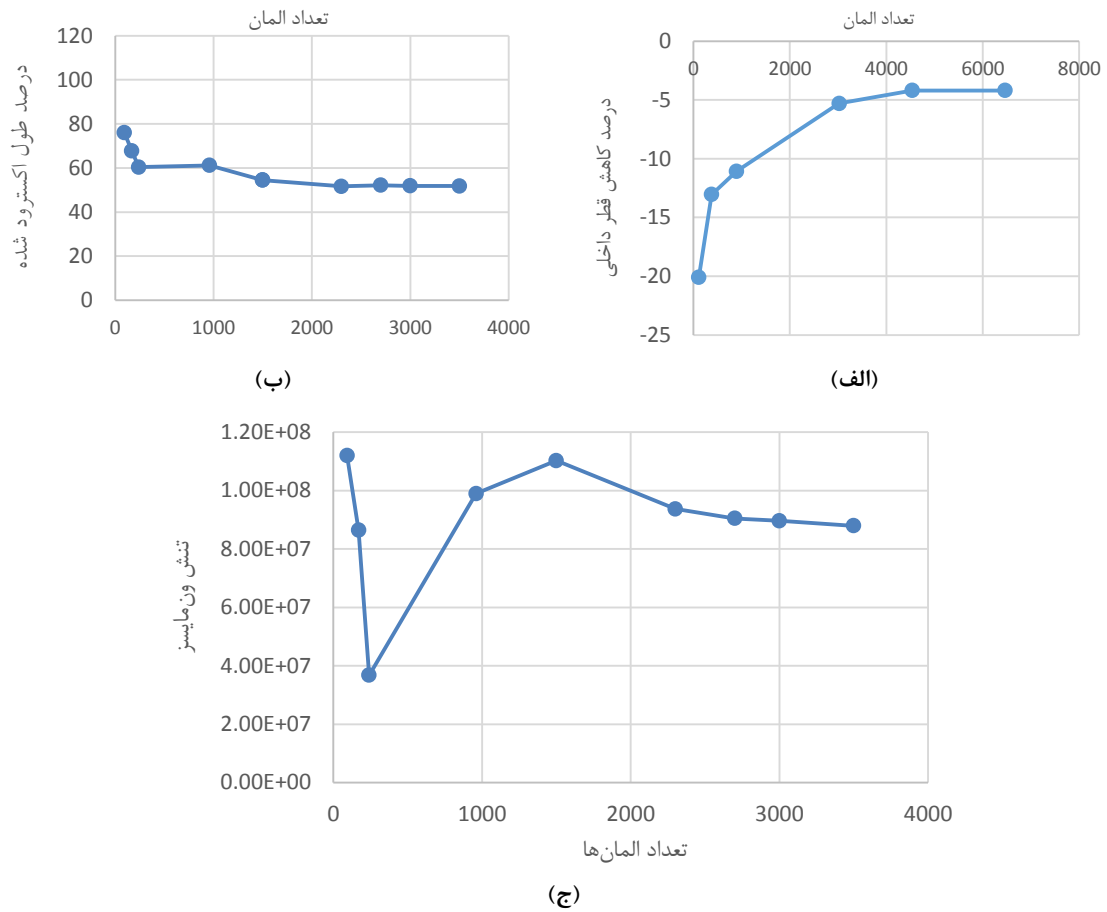 تعداد المان
0
0 2000 4000 6000 8000
-5
-10
-15
-20
-25
درصد کاهش قطر داخلی
(الف)
تعداد المان
120
100
80
60
40
20
0
0 1000 2000 3000 4000
درصد طول اکسترود شده
(ب)
1.20E+08
1.00E+08
8.00E+07
6.00E+07
4.00E+07
2.00E+07
0.00E+00
0 1000 2000 3000 4000
تنش ون‌مایسز
تعداد المان‌ها
(ج)